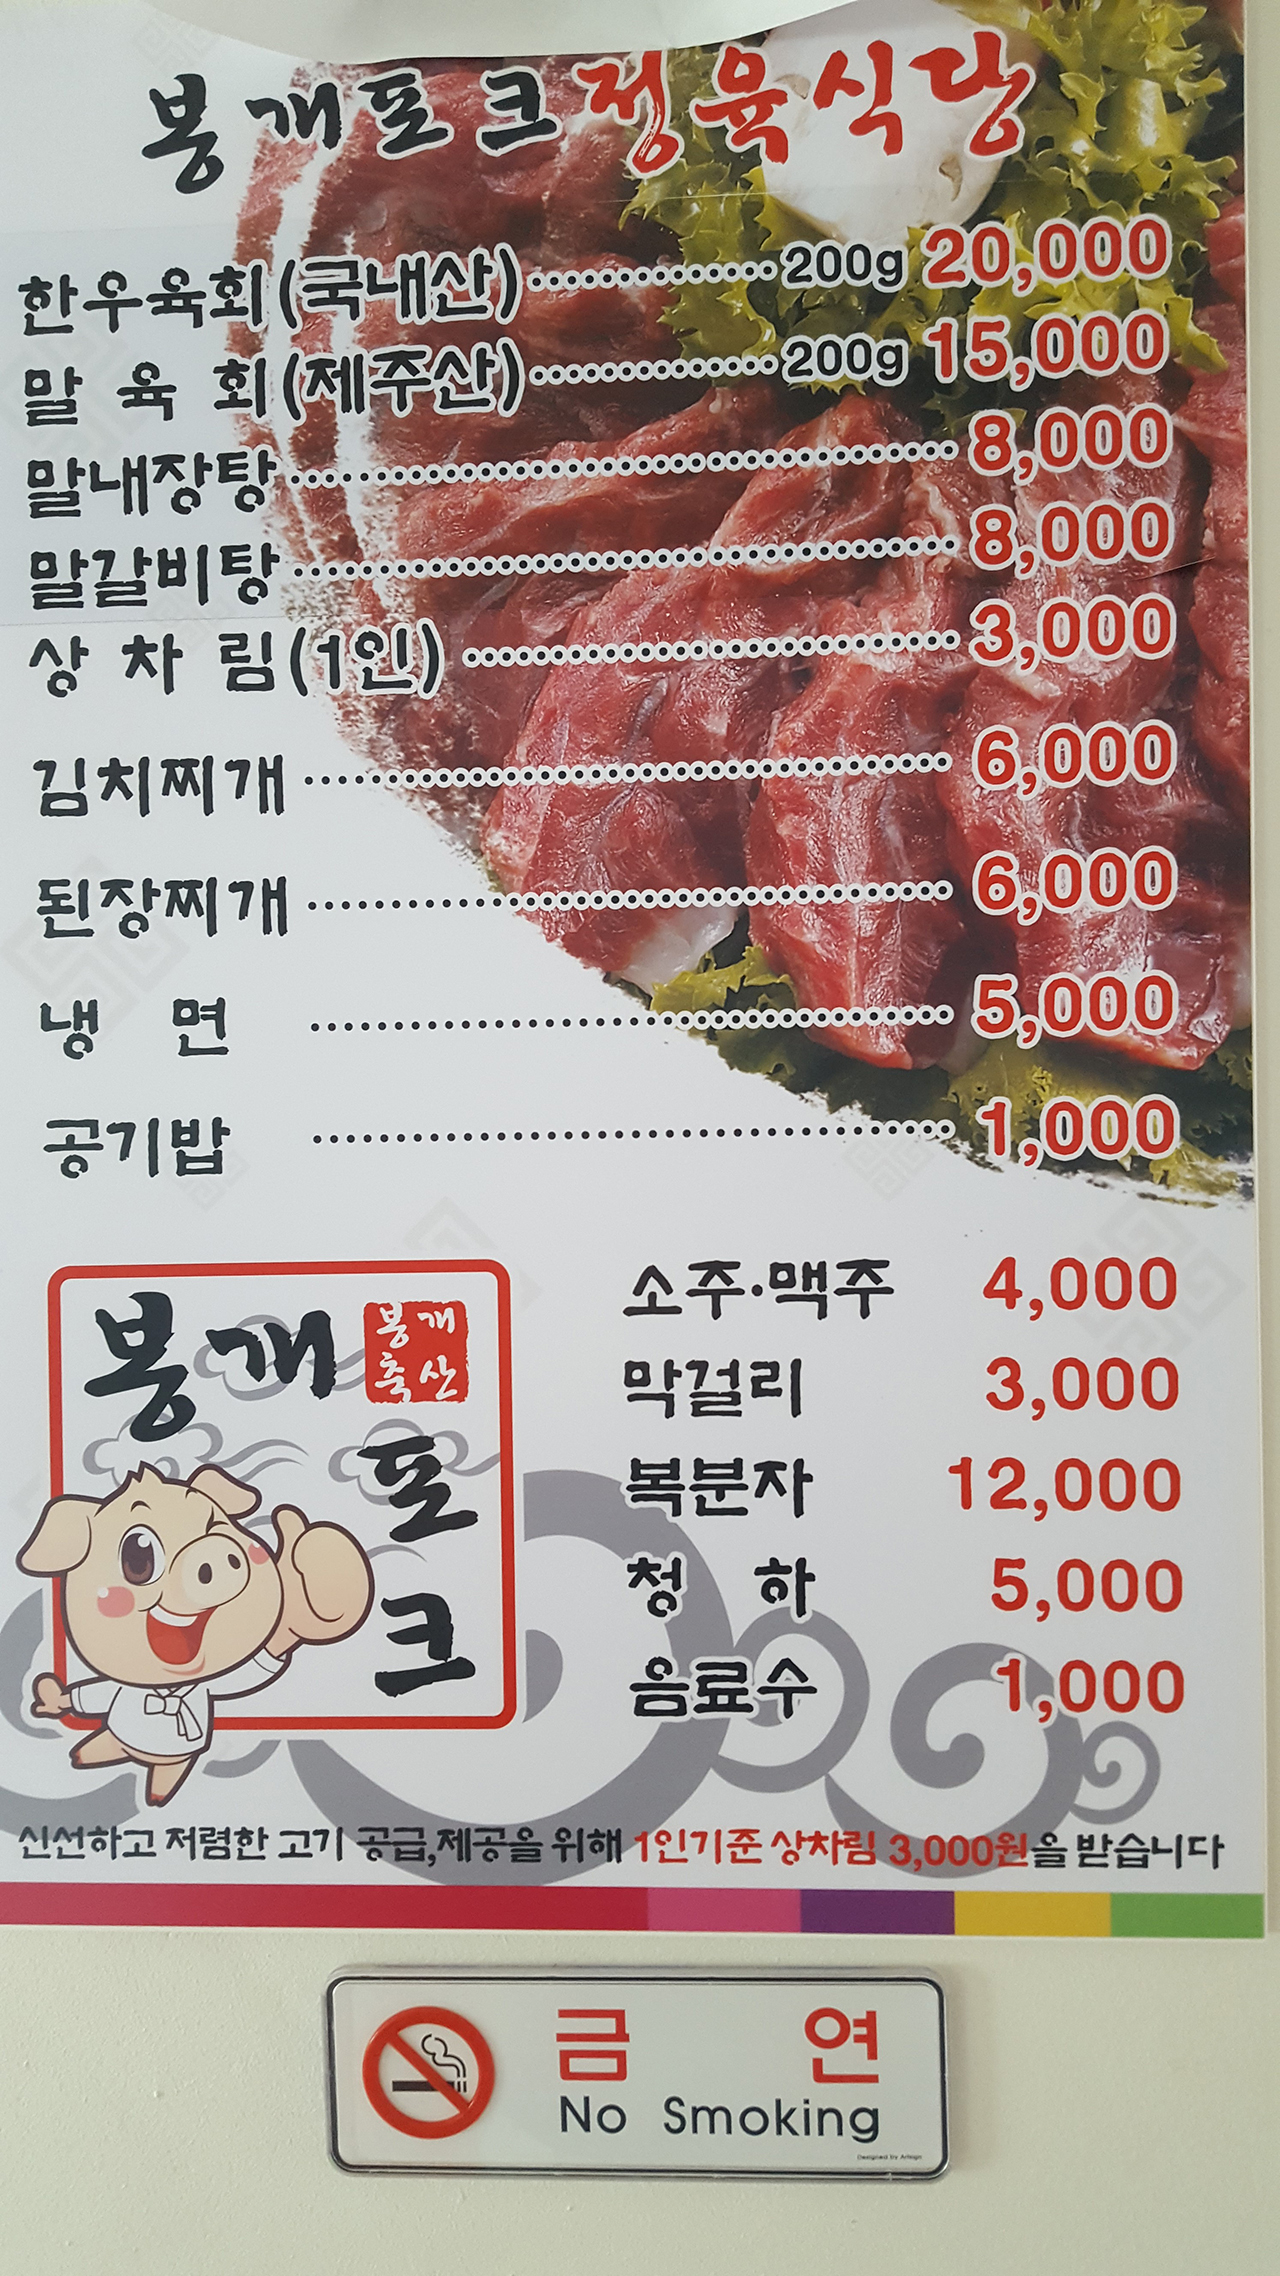 봉개포크정육식당
한우육회(국내산) 200g 20,000
말 육 회(제주산) 200g 15,000
말내장탕 8,000
말갈비탕 8,000
상 차 림(1인) 3,000
김치찌개 6,000
된장찌개 6,000
냉 면 5,000
공기밥 1,000
소주·맥주 4,000
막걸리 3,000
복분자 12,000
청 하 5,000
음료수 1,000
봉개
봉개
축산
포
크
신선하고 저렴한 고기 공급,제공을 위해 1인기준 상차림 3,000원을 받습니다
금 연
No Smoking
Designed by Artsign